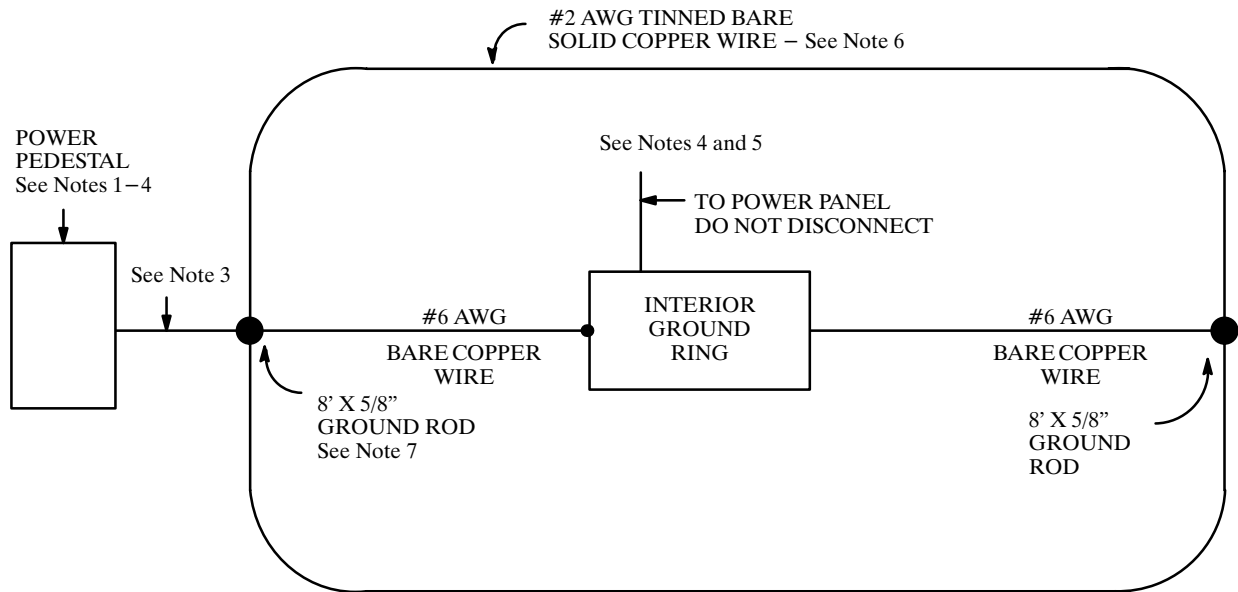 #2 AWG TINNED BARE
SOLID COPPER WIRE – See Note 6
POWER
PEDESTAL
See Notes 1–4
See Notes 4 and 5
TO POWER PANEL
DO NOT DISCONNECT
See Note 3
#6 AWG
BARE COPPER
WIRE
INTERIOR
GROUND
RING
#6 AWG
BARE COPPER
WIRE
8' X 5/8”
GROUND ROD
See Note 7
8' X 5/8”
GROUND
ROD